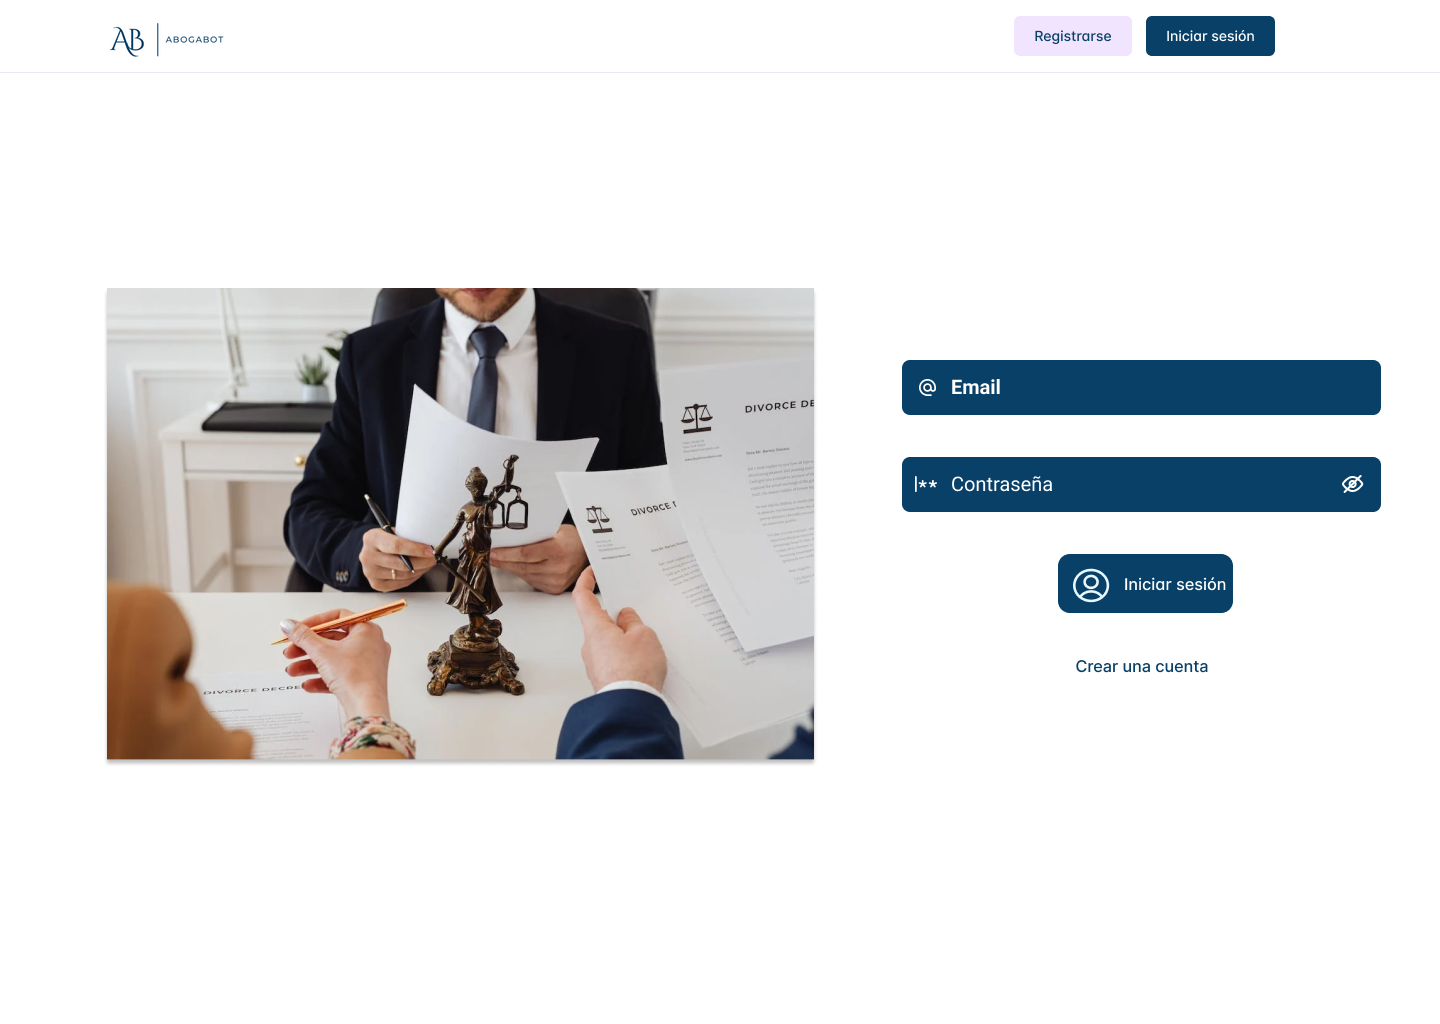 AB ABOGABOT
Registrarse
Iniciar sesión
DIVORCE DE
DIVORCE
DIVORCE DECRE
@ Email
|** Contraseña
Iniciar sesión
Crear una cuenta